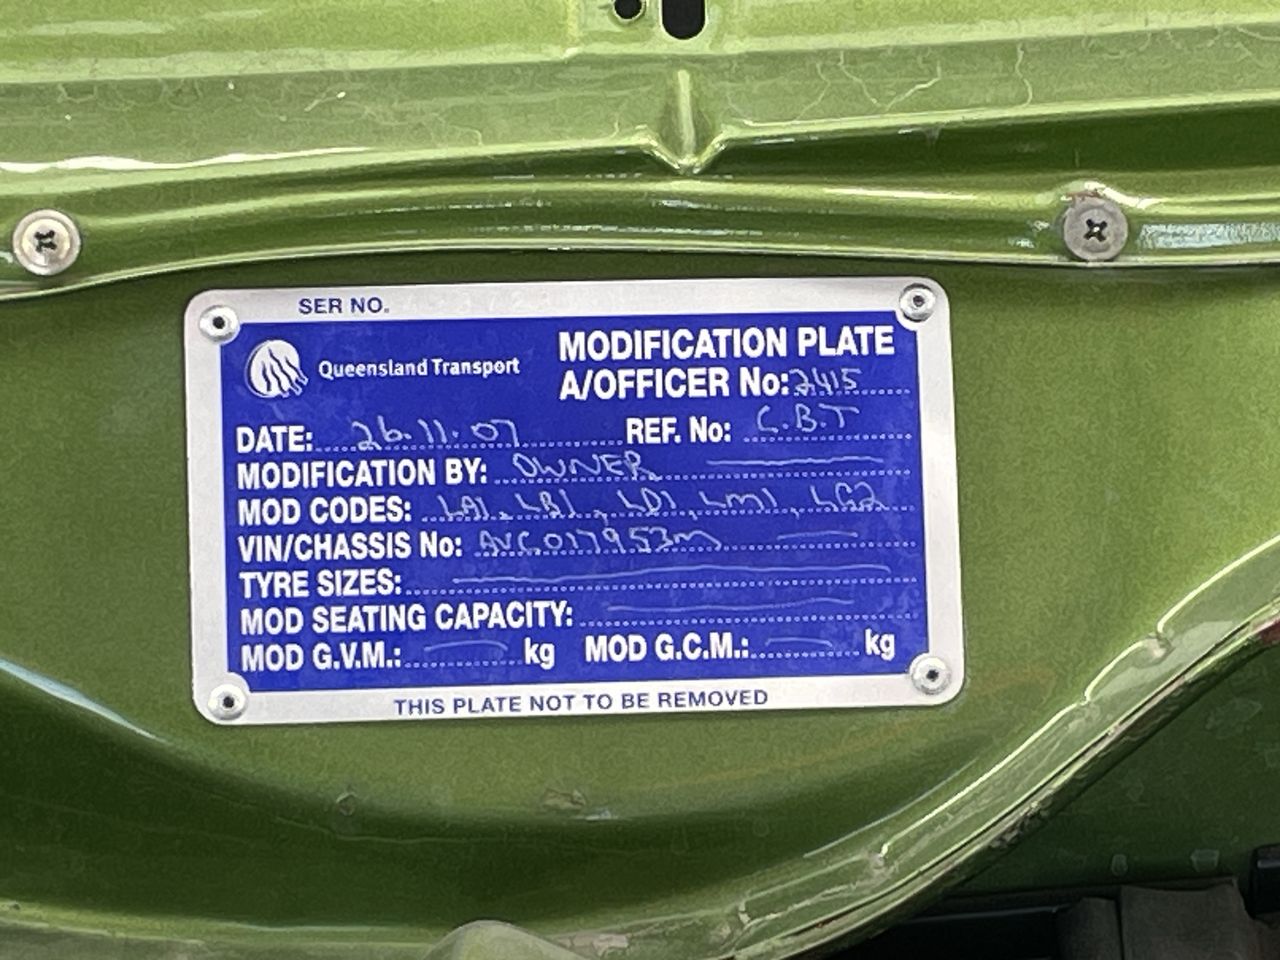 SER NO.
Queensland Transport
MODIFICATION PLATE
A/OFFICER No: 2415
DATE: 26.11.07 REF. No: C.B.T
MODIFICATION BY: OWNER
MOD CODES: LA1, LB1, LD1, LM1, LG2
VIN/CHASSIS No: AVC017953M
TYRE SIZES:
MOD SEATING CAPACITY:
MOD G.V.M.: kg MOD G.C.M.: kg
THIS PLATE NOT TO BE REMOVED